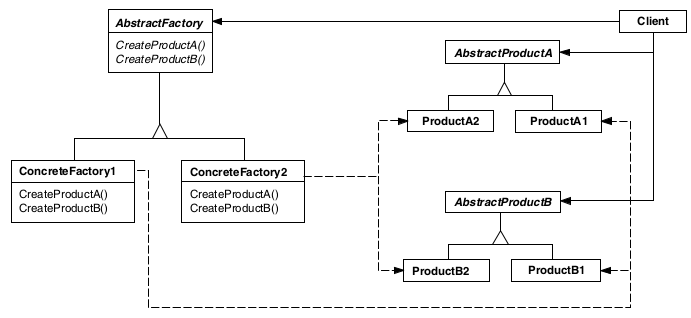 AbstractFactory
CreateProductA()
CreateProductB()
Client
AbstractProductA
ProductA2
ProductA1
ConcreteFactory1
CreateProductA()
CreateProductB()
ConcreteFactory2
CreateProductA()
CreateProductB()
AbstractProductB
ProductB2
ProductB1